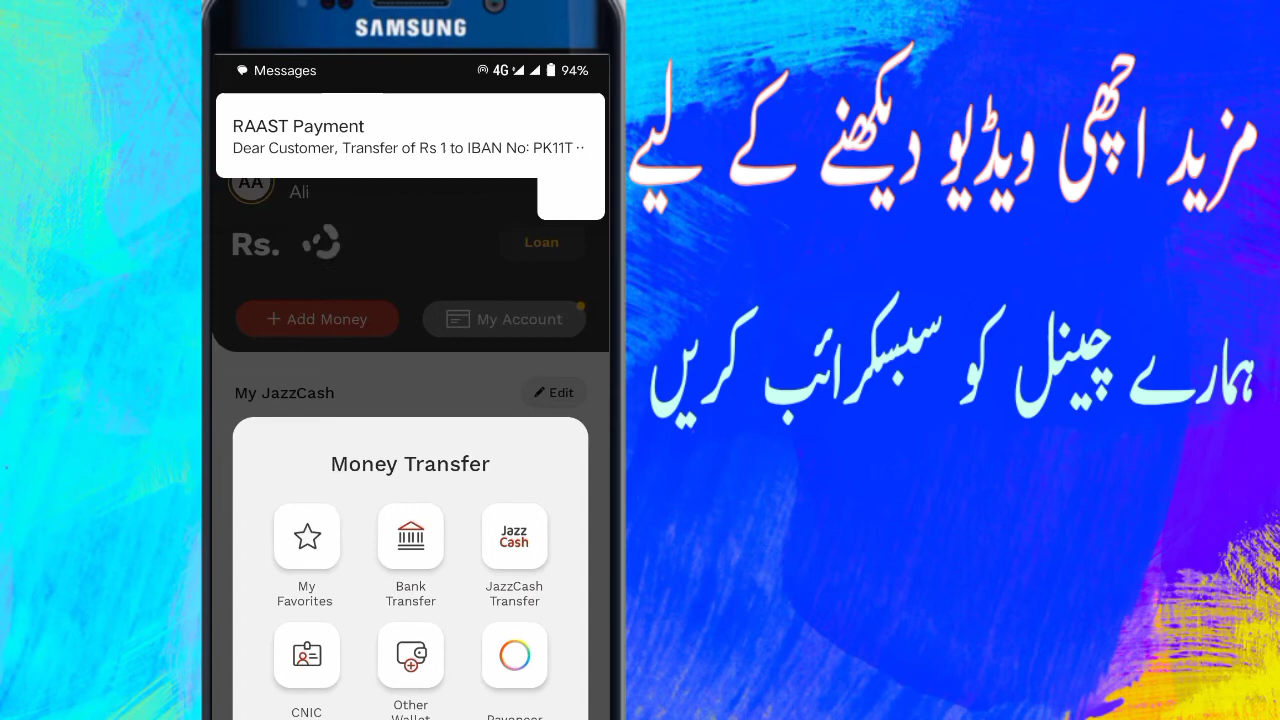 SAMSUNG
Messages
4G
94%
RAAST Payment
Dear Customer, Transfer of Rs 1 to IBAN No: PK11T ··
AA
Ali
Rs.
Loan
+ Add Money
My Account
My JazzCash
Edit
Money Transfer
My
Favorites
Bank
Transfer
Jazz
Cash
JazzCash
Transfer
CNIC
Other
Wallet
Payoneer
مزید اچھی ویڈیو دیکھنے کے لیے
ہمارے چینل کو سبسکرائب کریں